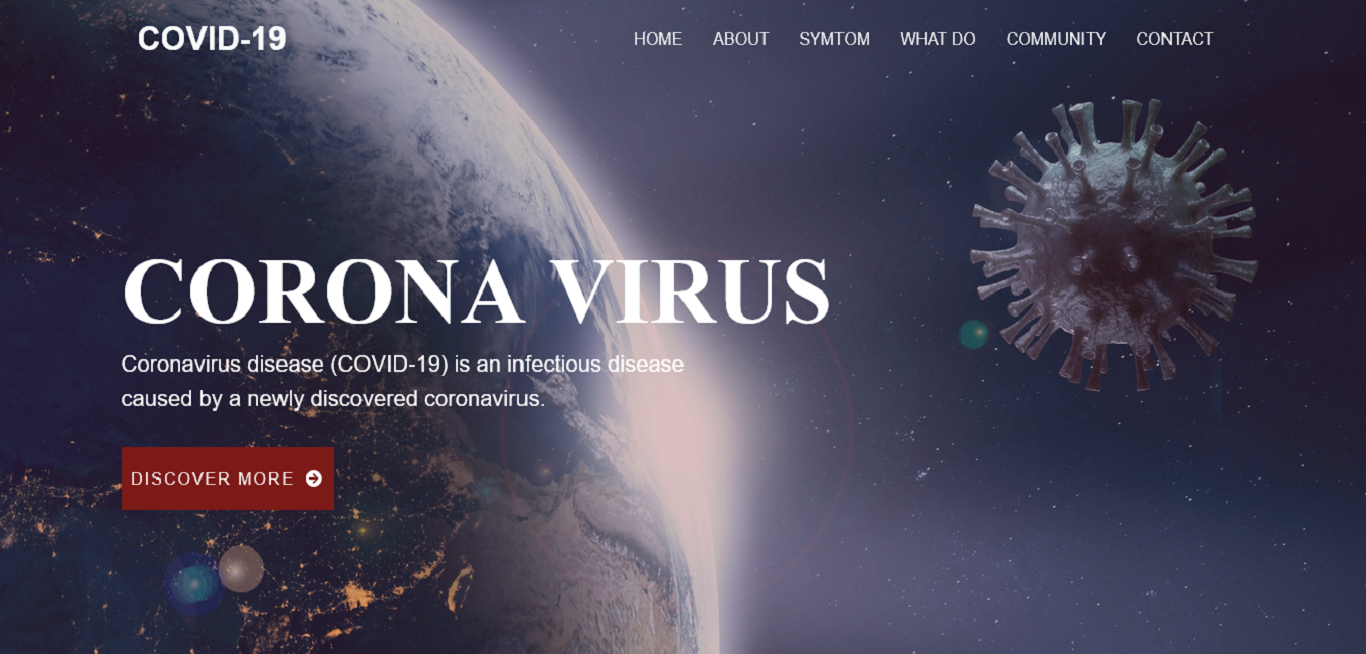 COVID-19
HOME ABOUT SYMTOM WHAT DO COMMUNITY CONTACT
CORONA VIRUS
Coronavirus disease (COVID-19) is an infectious disease
caused by a newly discovered coronavirus.
DISCOVER MORE